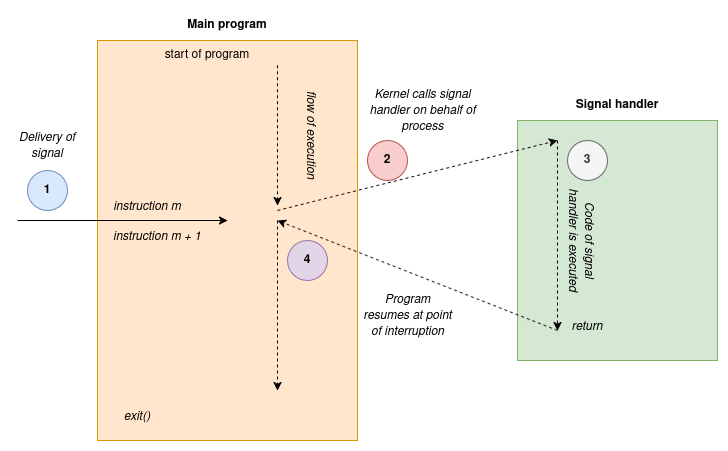 Main program
start of program
flow of execution
Kernel calls signal
handler on behalf of
process
Signal handler
Delivery of
signal
1
2
3
instruction m
instruction m + 1
Code of signal
handler is executed
4
Program
resumes at point
of interruption
return
exit()